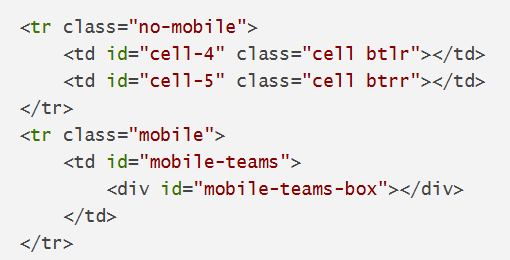 <tr class="no-mobile">
    <td id="cell-4" class="cell btlr"></td>
    <td id="cell-5" class="cell btrr"></td>
</tr>
<tr class="mobile">
    <td id="mobile-teams">
        <div id="mobile-teams-box"></div>
    </td>
</tr>